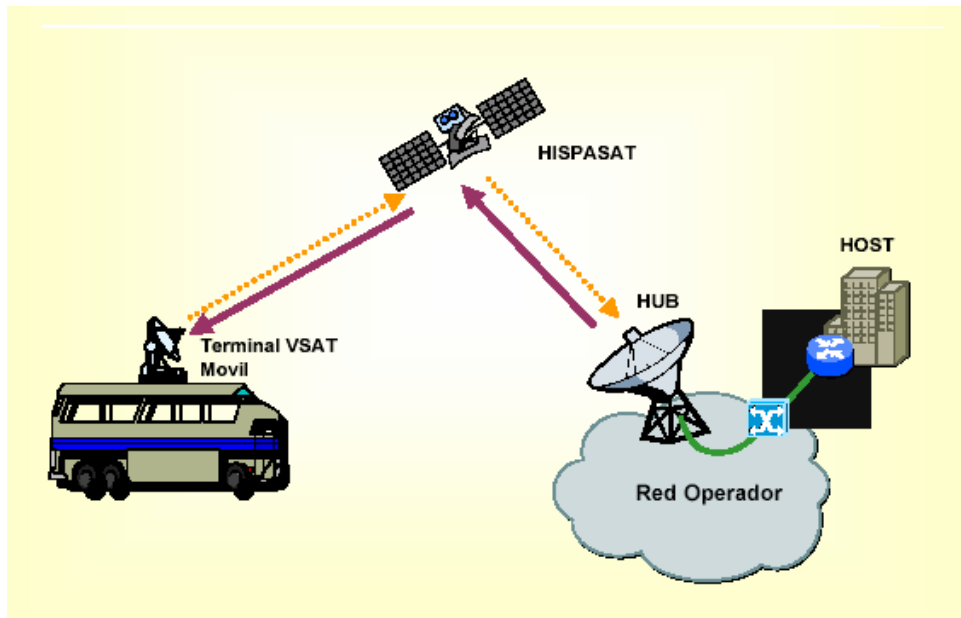 HISPASAT
HOST
HUB
Terminal VSAT
Movil
Red Operador